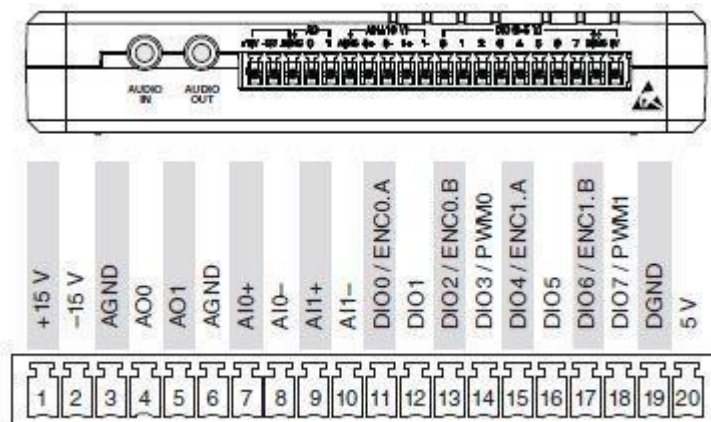 AUDIO IN
AUDIO OUT
+15 V
–15 V
AGND
AO0
AO1
AGND
AI0+
AI0–
AI1+
AI1–
DIO0 / ENC0.A
DIO1
DIO2 / ENC0.B
DIO3 / PWM0
DIO4 / ENC1.A
DIO5
DIO6 / ENC1.B
DIO7 / PWM1
DGND
5 V
1 2 3 4 5 6 7 8 9 10 11 12 13 14 15 16 17 18 19 20